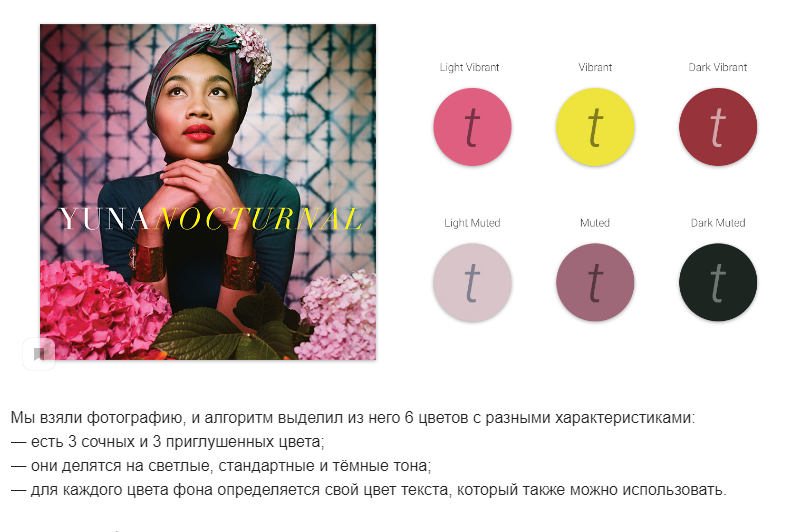 YUNA NOCTURNAL
Light Vibrant
Vibrant
Dark Vibrant
t
t
t
Light Muted
Muted
Dark Muted
t
t
t
Мы взяли фотографию, и алгоритм выделил из него 6 цветов с разными характеристиками:
— есть 3 сочных и 3 приглушенных цвета;
— они делятся на светлые, стандартные и тёмные тона;
— для каждого цвета фона определяется свой цвет текста, который также можно использовать.